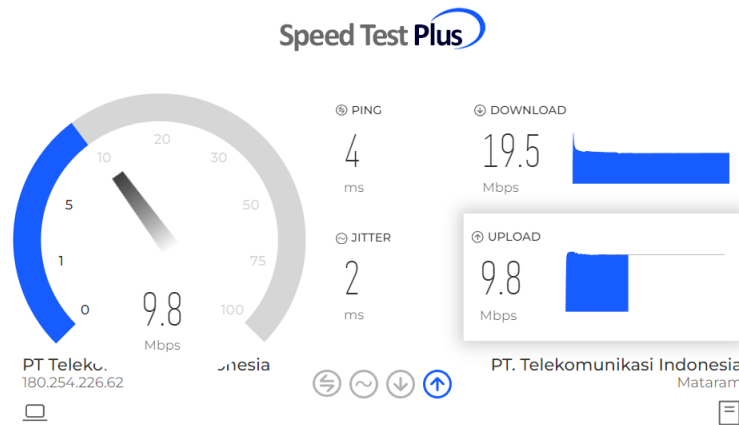 Speed Test Plus
PING
4
ms
DOWNLOAD
19.5
Mbps
JITTER
2
ms
UPLOAD
9.8
Mbps
0
1
5
10
20
30
50
75
100
9.8
Mbps
PT
180.254.226.62
PT. Telekomunikasi Indonesia
Mataram